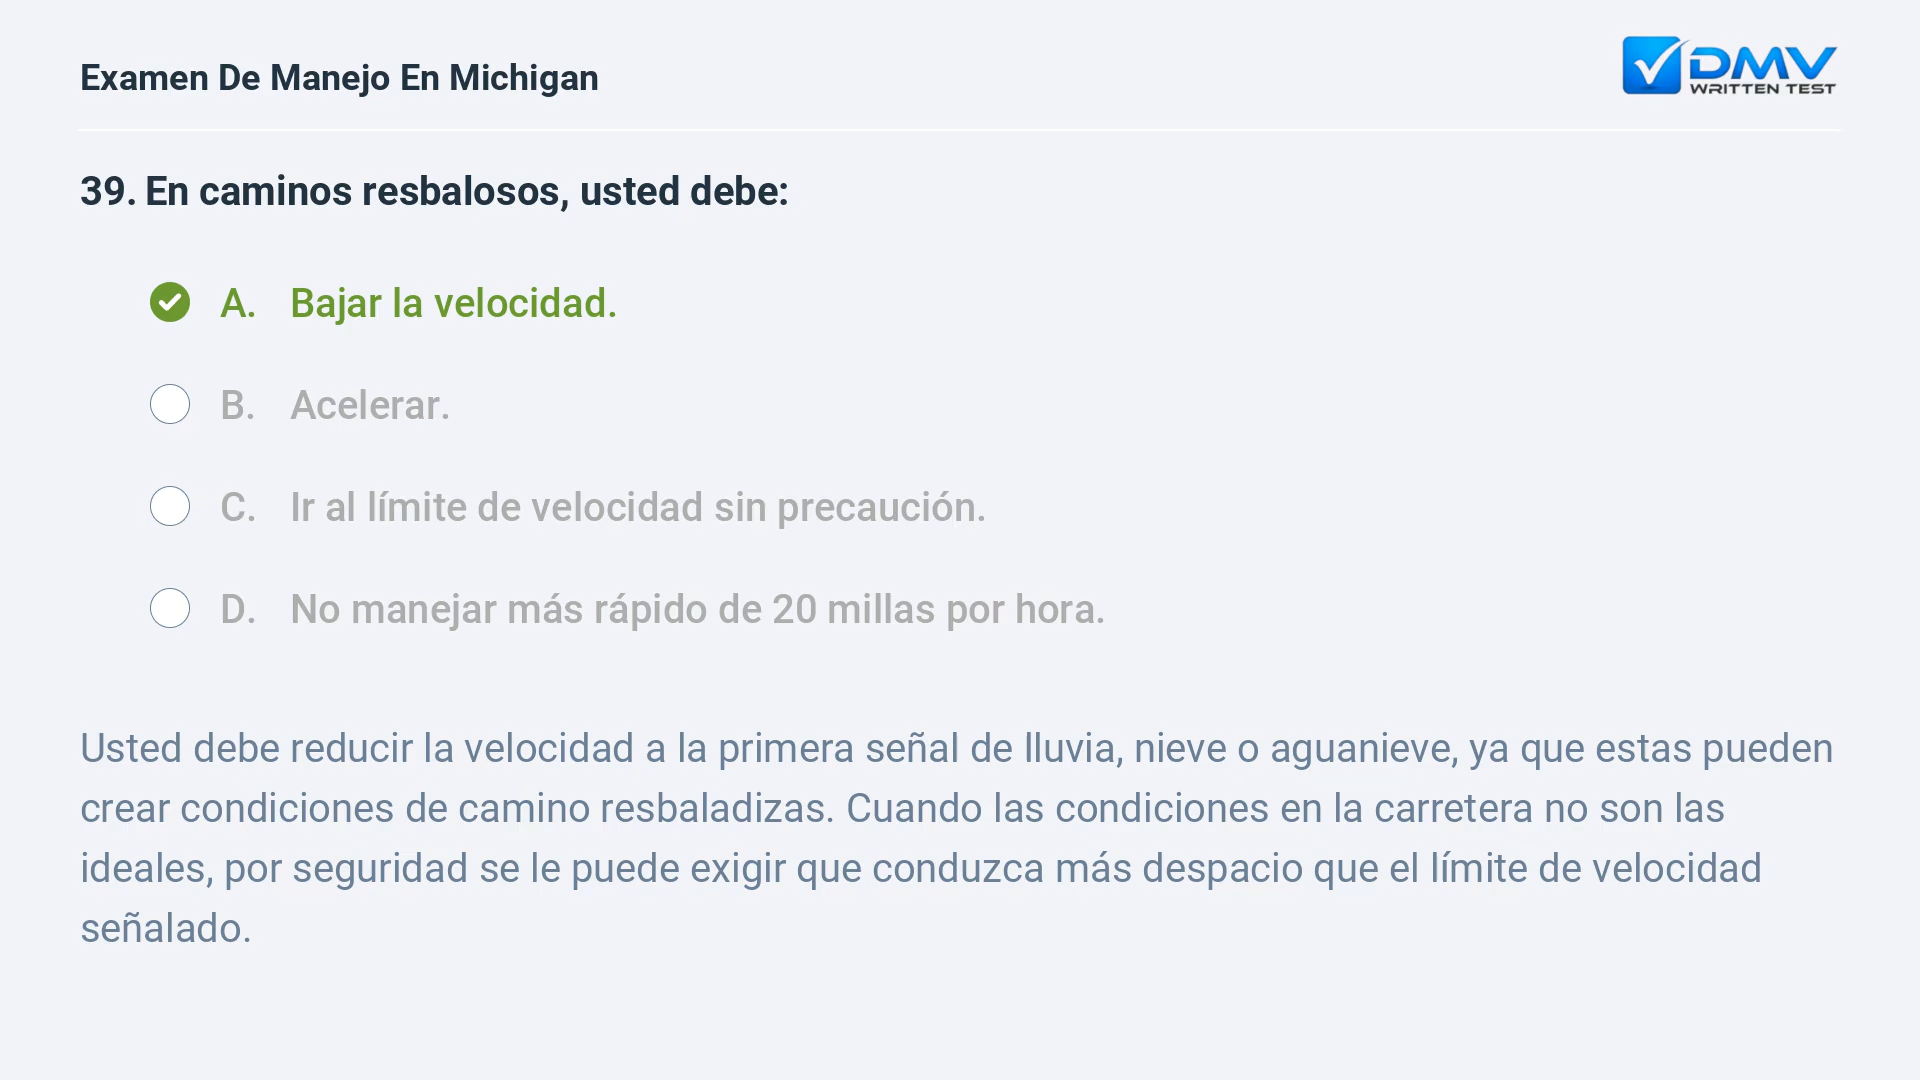 Examen De Manejo En Michigan
DMV
WRITTEN TEST
39. En caminos resbalosos, usted debe:
A. Bajar la velocidad.
B. Acelerar.
C. Ir al límite de velocidad sin precaución.
D. No manejar más rápido de 20 millas por hora.
Usted debe reducir la velocidad a la primera señal de lluvia, nieve o aguanieve, ya que estas pueden
crear condiciones de camino resbaladizas. Cuando las condiciones en la carretera no son las
ideales, por seguridad se le puede exigir que conduzca más despacio que el límite de velocidad
señalado.